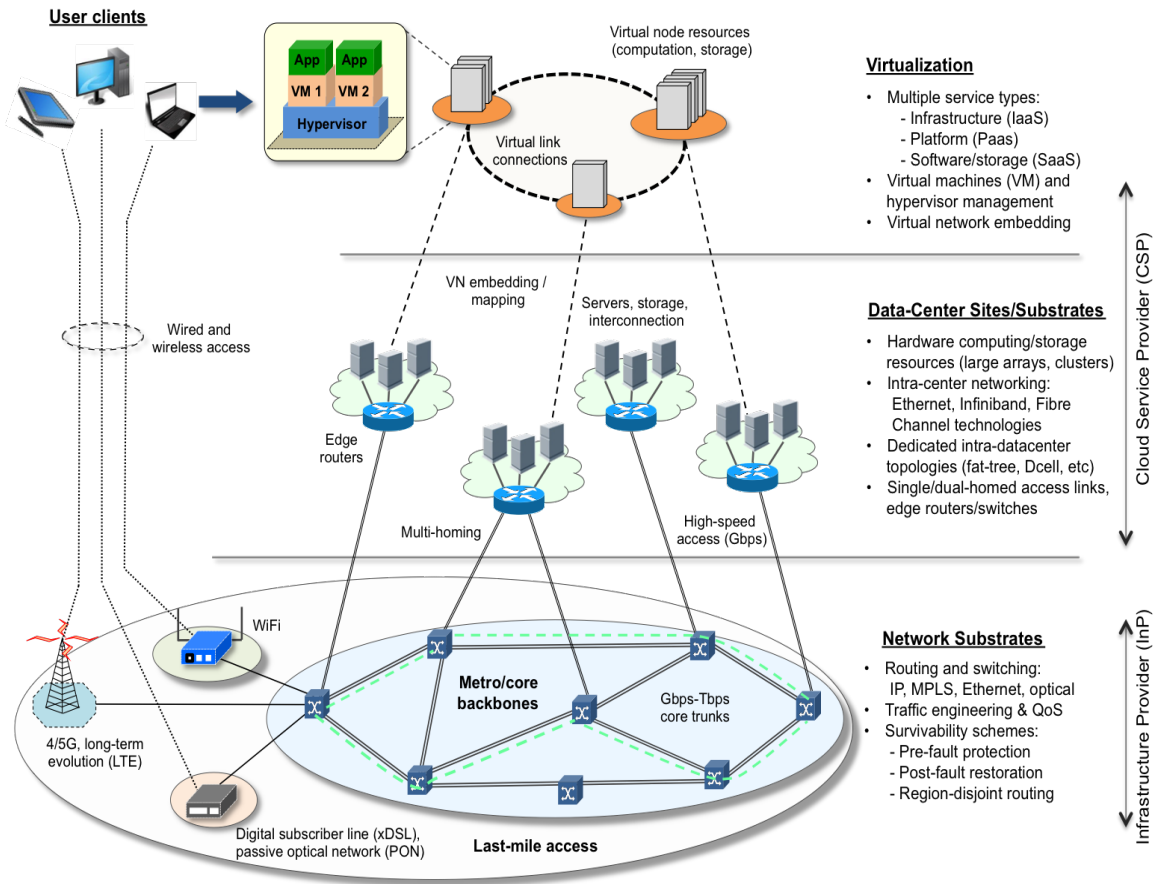 User clients
App App
VM 1 VM 2
Hypervisor
Virtual node resources
(computation, storage)
Virtual link
connections
Virtualization
• Multiple service types:
- Infrastructure (IaaS)
- Platform (Paas)
- Software/storage (SaaS)
• Virtual machines (VM) and
hypervisor management
• Virtual network embedding
Cloud Service Provider (CSP)
VN embedding /
mapping
Servers, storage,
interconnection
Wired and
wireless access
Edge
routers
Multi-homing
High-speed
access (Gbps)
Data-Center Sites/Substrates
• Hardware computing/storage
resources (large arrays, clusters)
• Intra-center networking:
Ethernet, Infiniband, Fibre
Channel technologies
• Dedicated intra-datacenter
topologies (fat-tree, Dcell, etc)
• Single/dual-homed access links,
edge routers/switches
WiFi
Metro/core
backbones
Gbps-Tbps
core trunks
4/5G, long-term
evolution (LTE)
Digital subscriber line (xDSL),
passive optical network (PON)
Last-mile access
Network Substrates
• Routing and switching:
IP, MPLS, Ethernet, optical
• Traffic engineering & QoS
• Survivability schemes:
- Pre-fault protection
- Post-fault restoration
- Region-disjoint routing
Infrastructure Provider (InP)